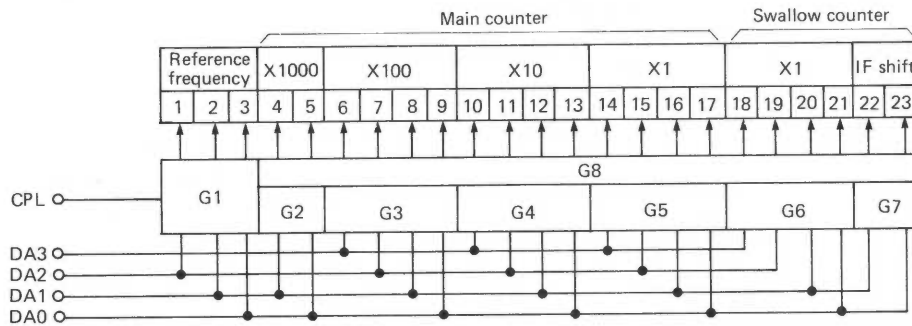 Main counter Swallow counter
Reference frequency X1000 X100 X10 X1 X1 IF shift
1 2 3 4 5 6 7 8 9 10 11 12 13 14 15 16 17 18 19 20 21 22 23
G8
CPL G1
G2 G3 G4 G5 G6 G7
DA3
DA2
DA1
DA0